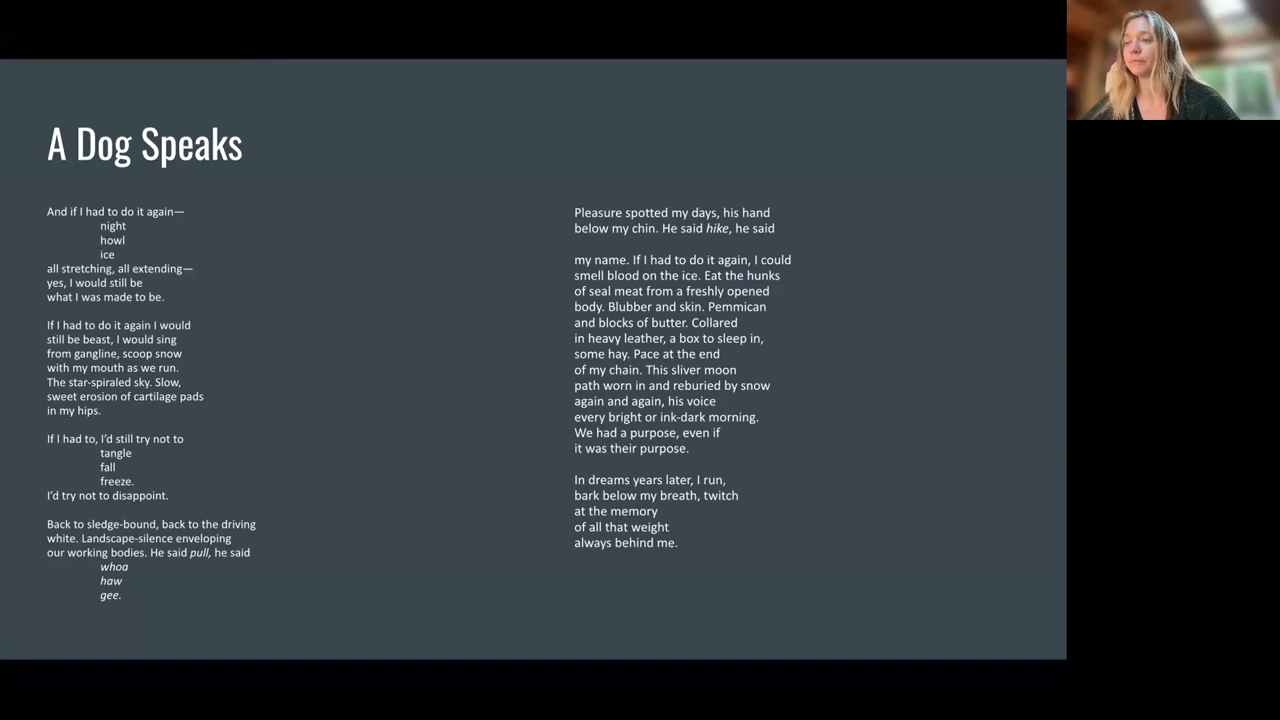 A Dog Speaks
And if I had to do it again—
night
howl
ice
all stretching, all extending—
yes, I would still be
what I was made to be.
If I had to do it again I would
still be beast, I would sing
from gangline, scoop snow
with my mouth as we run.
The star-spiraled sky. Slow,
sweet erosion of cartilage pads
in my hips.
If I had to, I’d still try not to
tangle
fall
freeze.
I’d try not to disappoint.
Back to sledge-bound, back to the driving
white. Landscape-silence enveloping
our working bodies. He said pull, he said
whoa
haw
gee.
Pleasure spotted my days, his hand
below my chin. He said hike, he said
my name. If I had to do it again, I could
smell blood on the ice. Eat the hunks
of seal meat from a freshly opened
body. Blubber and skin. Pemmican
and blocks of butter. Collared
in heavy leather, a box to sleep in,
some hay. Pace at the end
of my chain. This sliver moon
path worn in and reburied by snow
again and again, his voice
every bright or ink-dark morning.
We had a purpose, even if
it was their purpose.
In dreams years later, I run,
bark below my breath, twitch
at the memory
of all that weight
always behind me.